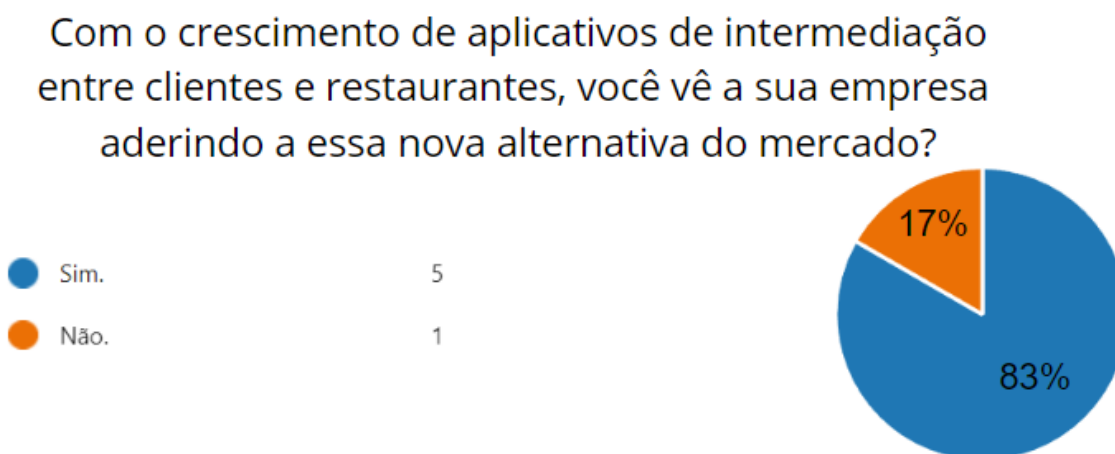 Com o crescimento de aplicativos de intermediação
entre clientes e restaurantes, você vê a sua empresa
aderindo a essa nova alternativa do mercado?
Sim. 5
Não. 1
17%
83%